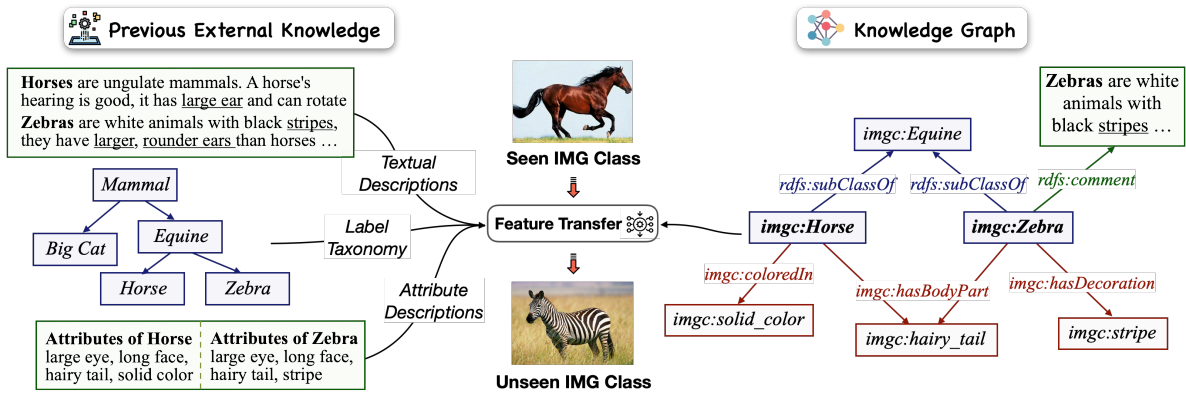 Previous External Knowledge
Knowledge Graph
Horses are ungulate mammals. A horse's
hearing is good, it has large ear and can rotate
Zebras are white animals with black stripes,
they have larger, rounder ears than horses …
Textual
Descriptions
Mammal
Big Cat
Equine
Horse
Zebra
Label
Taxonomy
Attribute
Descriptions
Attributes of Horse
large eye, long face,
hairy tail, solid color
Attributes of Zebra
large eye, long face,
hairy tail, stripe
Seen IMG Class
Feature Transfer
Unseen IMG Class
Zebras are white
animals with
black stripes …
imgc:Equine
rdfs:subClassOf
rdfs:subClassOf
rdfs:comment
imgc:Horse
imgc:Zebra
imgc:coloredIn
imgc:hasBodyPart
imgc:hasDecoration
imgc:solid_color
imgc:hairy_tail
imgc:stripe